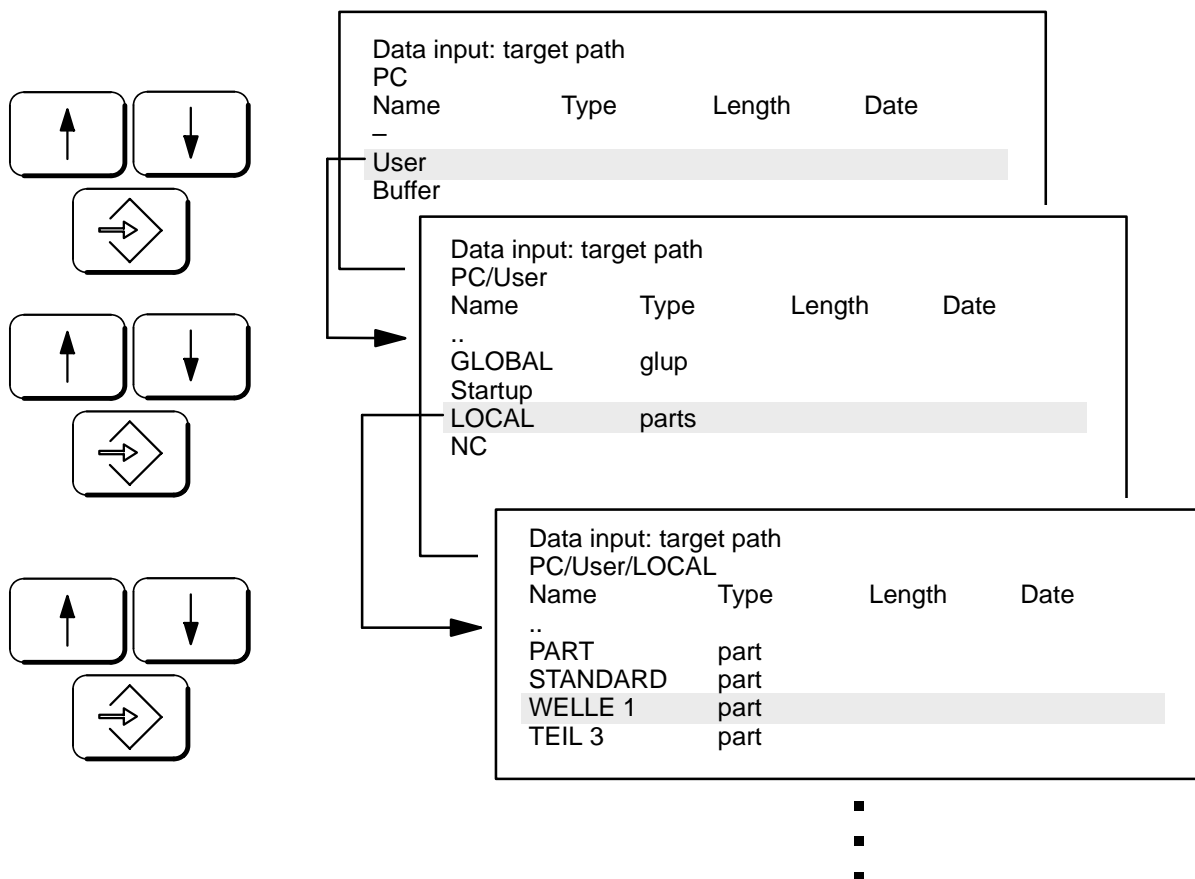 Data input: target path
PC
Name Type Length Date
–
User
Buffer
Data input: target path
PC/User
Name Type Length Date
..
GLOBAL glup
Startup
LOCAL parts
NC
Data input: target path
PC/User/LOCAL
Name Type Length Date
..
PART part
STANDARD part
WELLE 1 part
TEIL 3 part